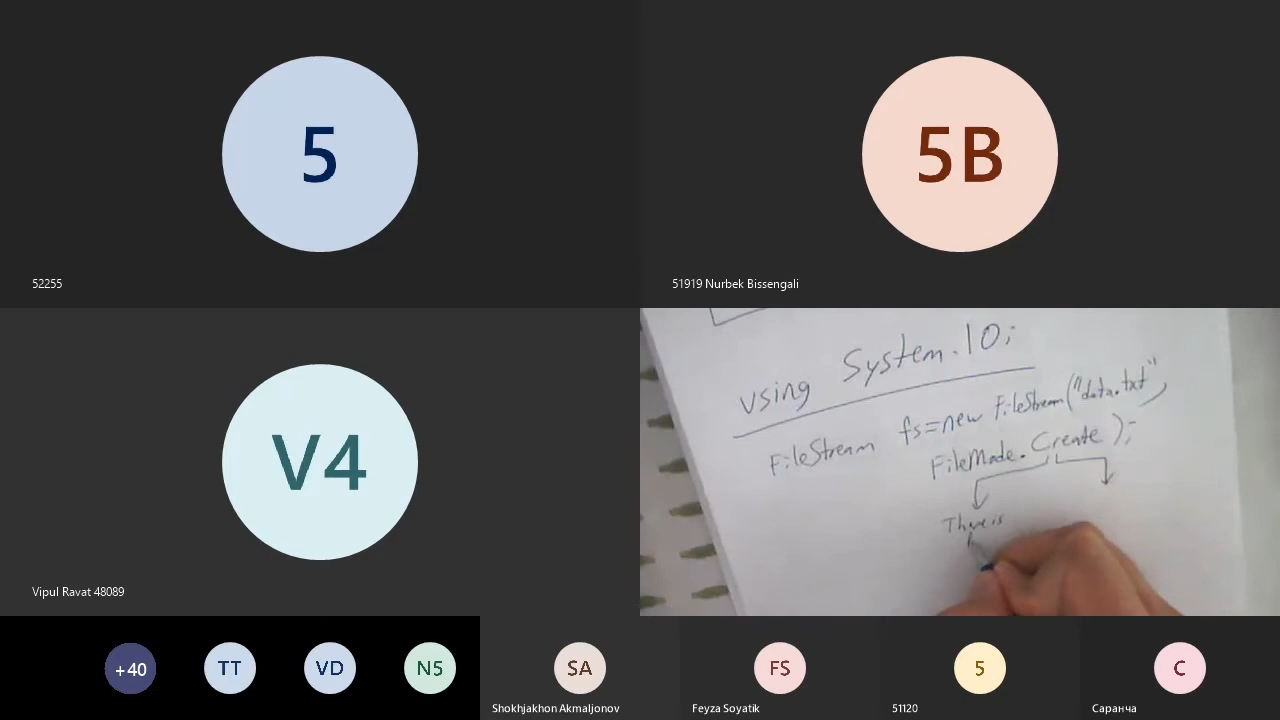 5
52255
5B
51919 Nurbek Bissengali
V4
Vipul Ravat 48089
using System.IO;
FileStream fs=new FileStream("data.txt",
FileMode.Create);
There is
+40
TT
VD
N5
SA
Shokhjakhon Akmaljonov
FS
Feyza Soyatik
5
51120
C
Саранча